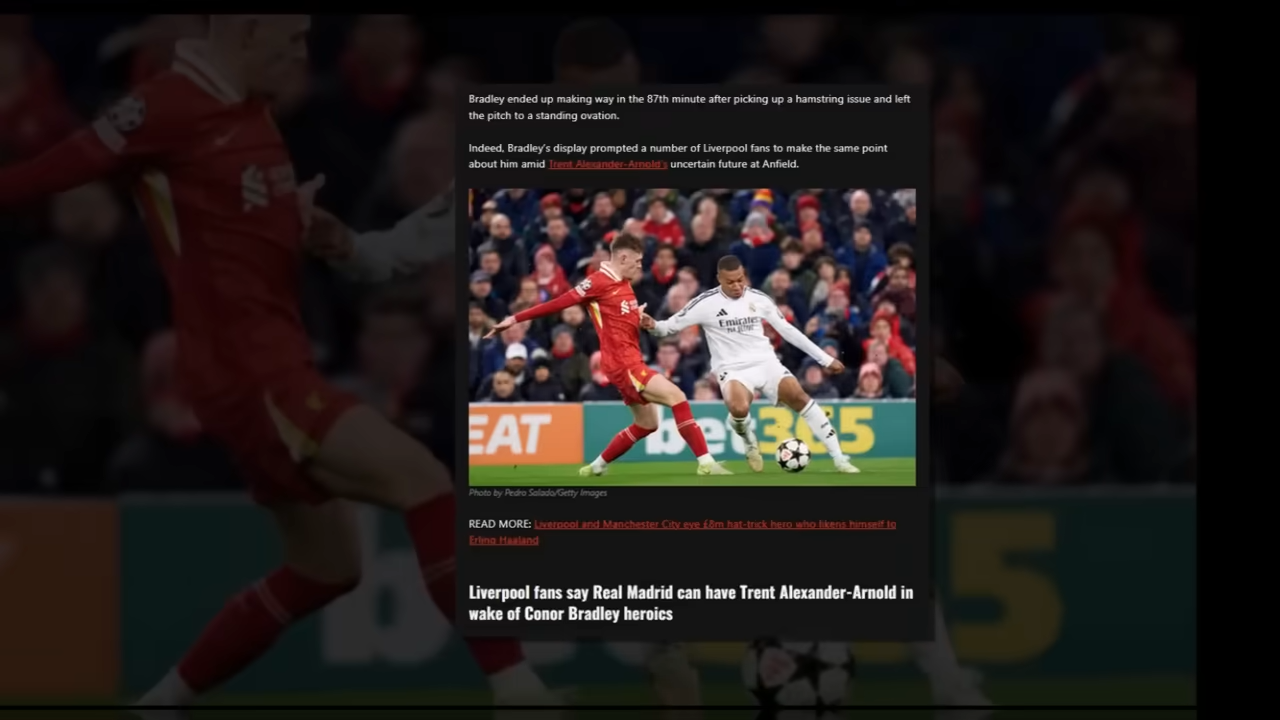 Bradley ended up making way in the 87th minute after picking up a hamstring issue and left
the pitch to a standing ovation.
Indeed, Bradley's display prompted a number of Liverpool fans to make the same point
about him amid Trent Alexander-Arnold's uncertain future at Anfield.
Emirates
EAT
bet365
Photo by Pedro Salado/Getty Images
READ MORE: Liverpool and Manchester City eye £8m hat-trick hero who likens himself to
Erling Haaland
Liverpool fans say Real Madrid can have Trent Alexander-Arnold in
wake of Conor Bradley heroics